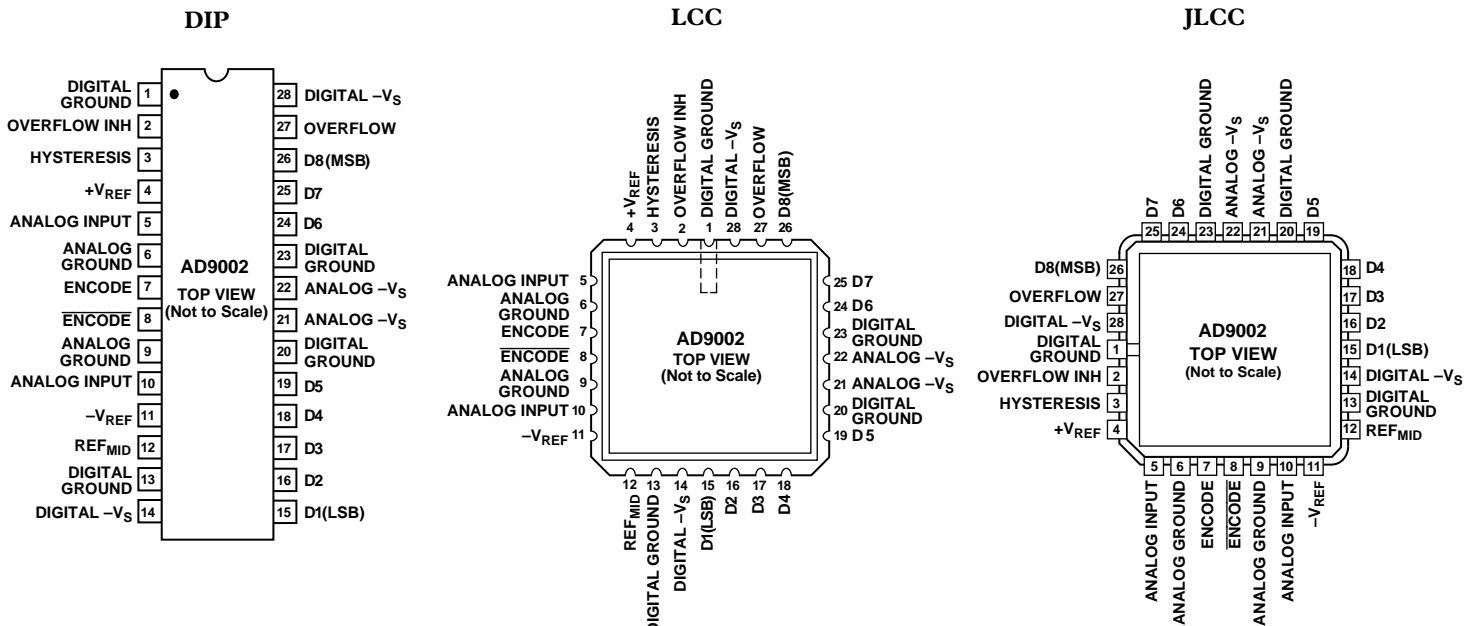 DIP
DIGITAL
GROUND 1
OVERFLOW INH 2
HYSTERESIS 3
+VREF 4
ANALOG INPUT 5
ANALOG
GROUND 6
ENCODE 7
ENCODE 8
ANALOG
GROUND 9
ANALOG INPUT 10
–VREF 11
REFMID 12
DIGITAL
GROUND 13
DIGITAL –VS 14
AD9002
TOP VIEW
(Not to Scale)
28 DIGITAL –VS
27 OVERFLOW
26 D8(MSB)
25 D7
24 D6
23 DIGITAL
GROUND
22 ANALOG –VS
21 ANALOG –VS
20 DIGITAL
GROUND
19 D5
18 D4
17 D3
16 D2
15 D1(LSB)
LCC
4 +VREF
3 HYSTERESIS
2 OVERFLOW INH
1 DIGITAL GROUND
28 DIGITAL –VS
27 OVERFLOW
26 D8(MSB)
ANALOG INPUT 5
ANALOG
GROUND 6
ENCODE 7
ENCODE 8
ANALOG
GROUND 9
ANALOG INPUT 10
–VREF 11
AD9002
TOP VIEW
(Not to Scale)
25 D7
24 D6
23 DIGITAL
GROUND
22 ANALOG –VS
21 ANALOG –VS
20 DIGITAL
GROUND
19 D5
12 REFMID
13 DIGITAL GROUND
14 DIGITAL –VS
15 D1(LSB)
16 D2
17 D3
18 D4
JLCC
25 D7
24 D6
23 DIGITAL GROUND
22 ANALOG –VS
21 ANALOG –VS
20 DIGITAL GROUND
19 D5
D8(MSB) 26
OVERFLOW 27
DIGITAL –VS 28
DIGITAL
GROUND 1
OVERFLOW INH 2
HYSTERESIS 3
+VREF 4
AD9002
TOP VIEW
(Not to Scale)
18 D4
17 D3
16 D2
15 D1(LSB)
14 DIGITAL –VS
13 DIGITAL
GROUND
12 REFMID
5 ANALOG INPUT
6 ANALOG GROUND
7 ENCODE
8 ENCODE
9 ANALOG GROUND
10 ANALOG INPUT
11 –VREF